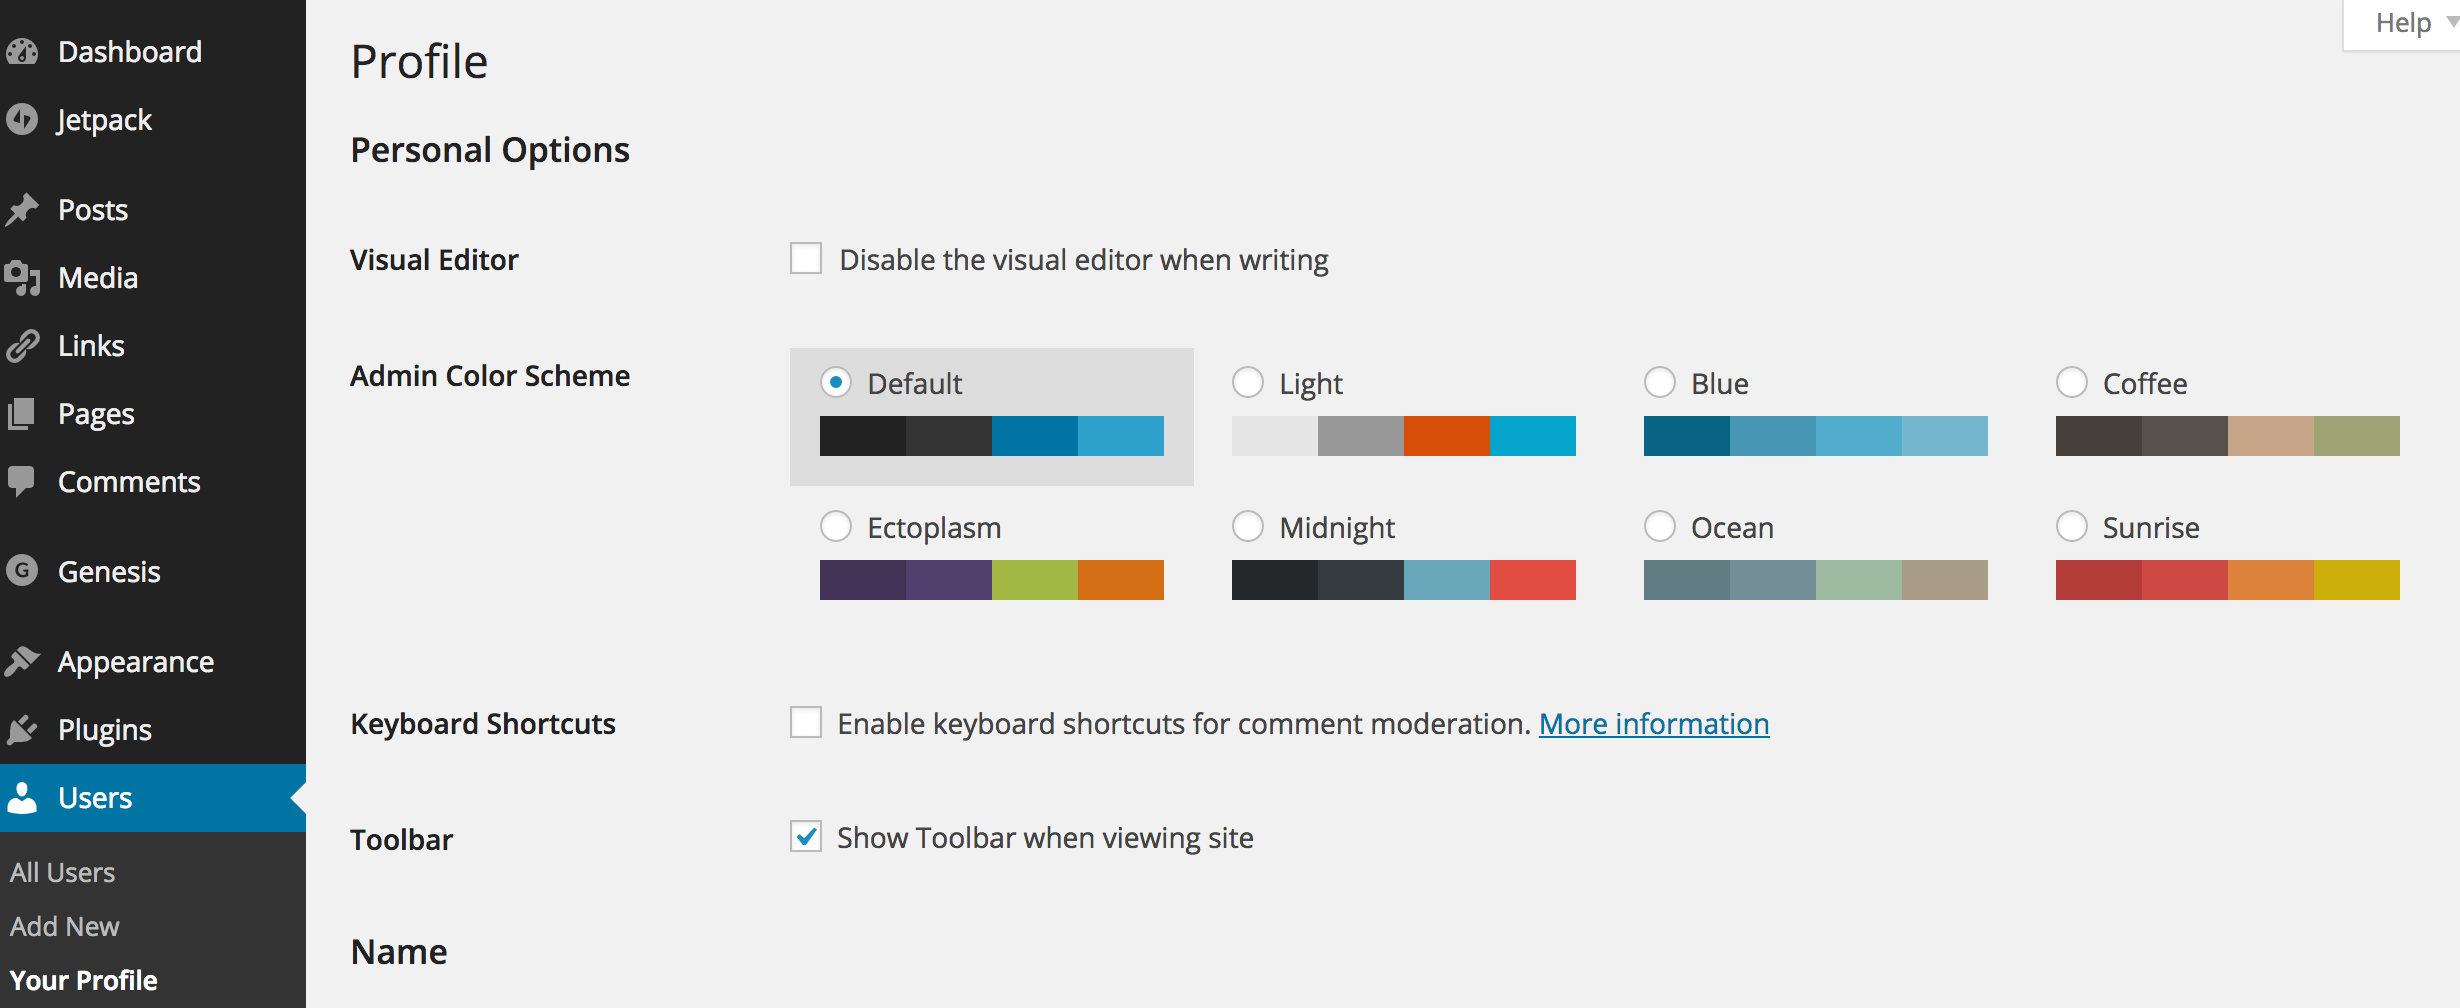 Dashboard
Jetpack
Posts
Media
Links
Pages
Comments
G Genesis
Appearance
Plugins
Users
All Users
Add New
Your Profile
Help
Profile
Personal Options
Visual Editor Disable the visual editor when writing
Admin Color Scheme Default Light Blue Coffee
Ectoplasm Midnight Ocean Sunrise
Keyboard Shortcuts Enable keyboard shortcuts for comment moderation. More information
Toolbar Show Toolbar when viewing site
Name